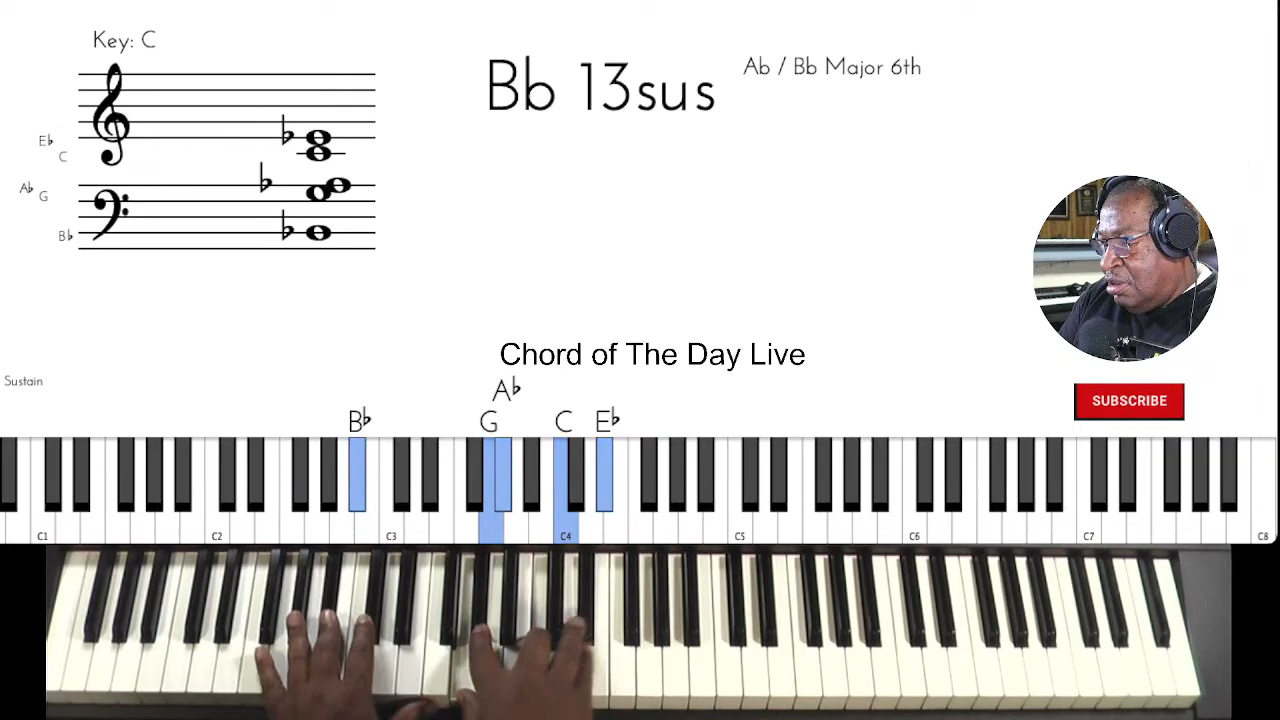 Key: C
Bb 13sus
Ab / Bb Major 6th
E♭
C
A♭
G
B♭
Chord of The Day Live
Sustain
SUBSCRIBE
A♭
B♭ G C E♭
C1 C2 C3 C4 C5 C6 C7 C8